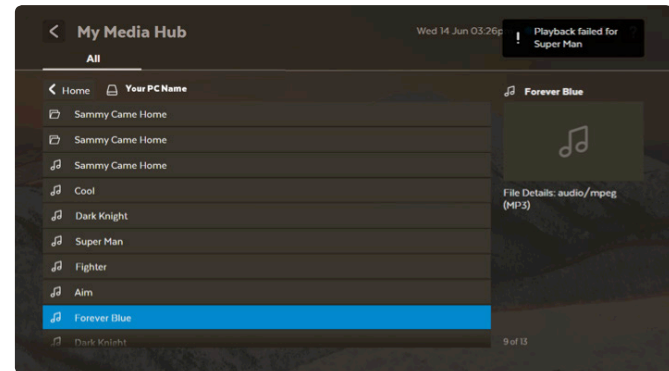 My Media Hub
Wed 14 Jun 03:26p
Playback failed for
Super Man
All
Home
Your PC Name
Sammy Came Home
Sammy Came Home
Sammy Came Home
Cool
Dark Knight
Super Man
Fighter
Aim
Forever Blue
Dark Knight
Forever Blue
File Details: audio/mpeg
(MP3)
9 of 13